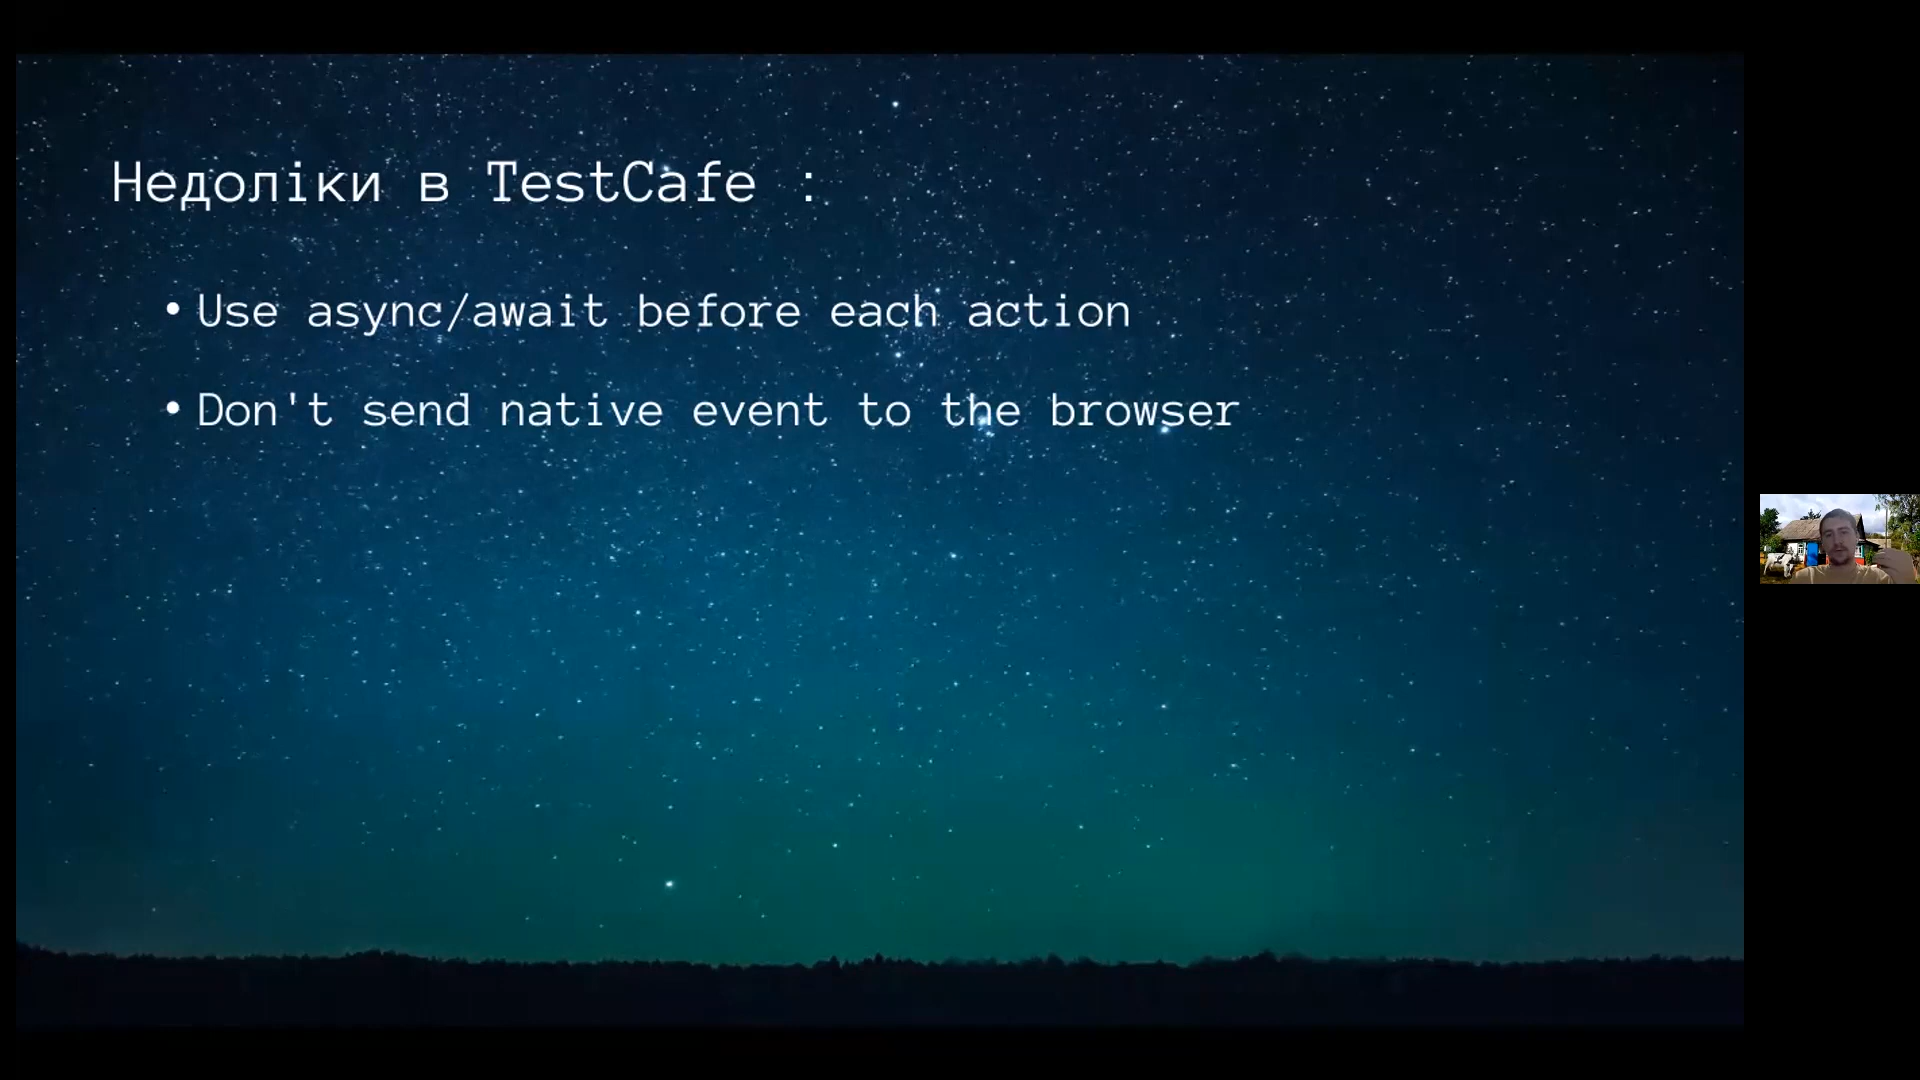 Недоліки в TestCafe :
• Use async/await before each action
• Don't send native event to the browser